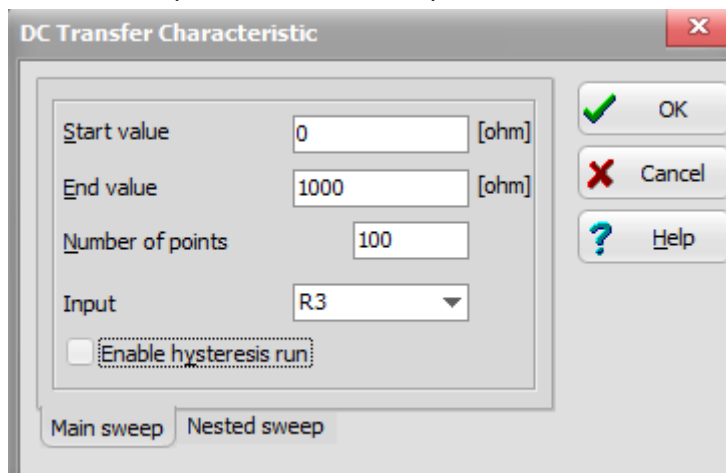 DC Transfer Characteristic
OK
Start value 0 [ohm]
End value 1000 [ohm]
Cancel
Number of points 100
Help
Input R3
Enable hysteresis run
Main sweep Nested sweep